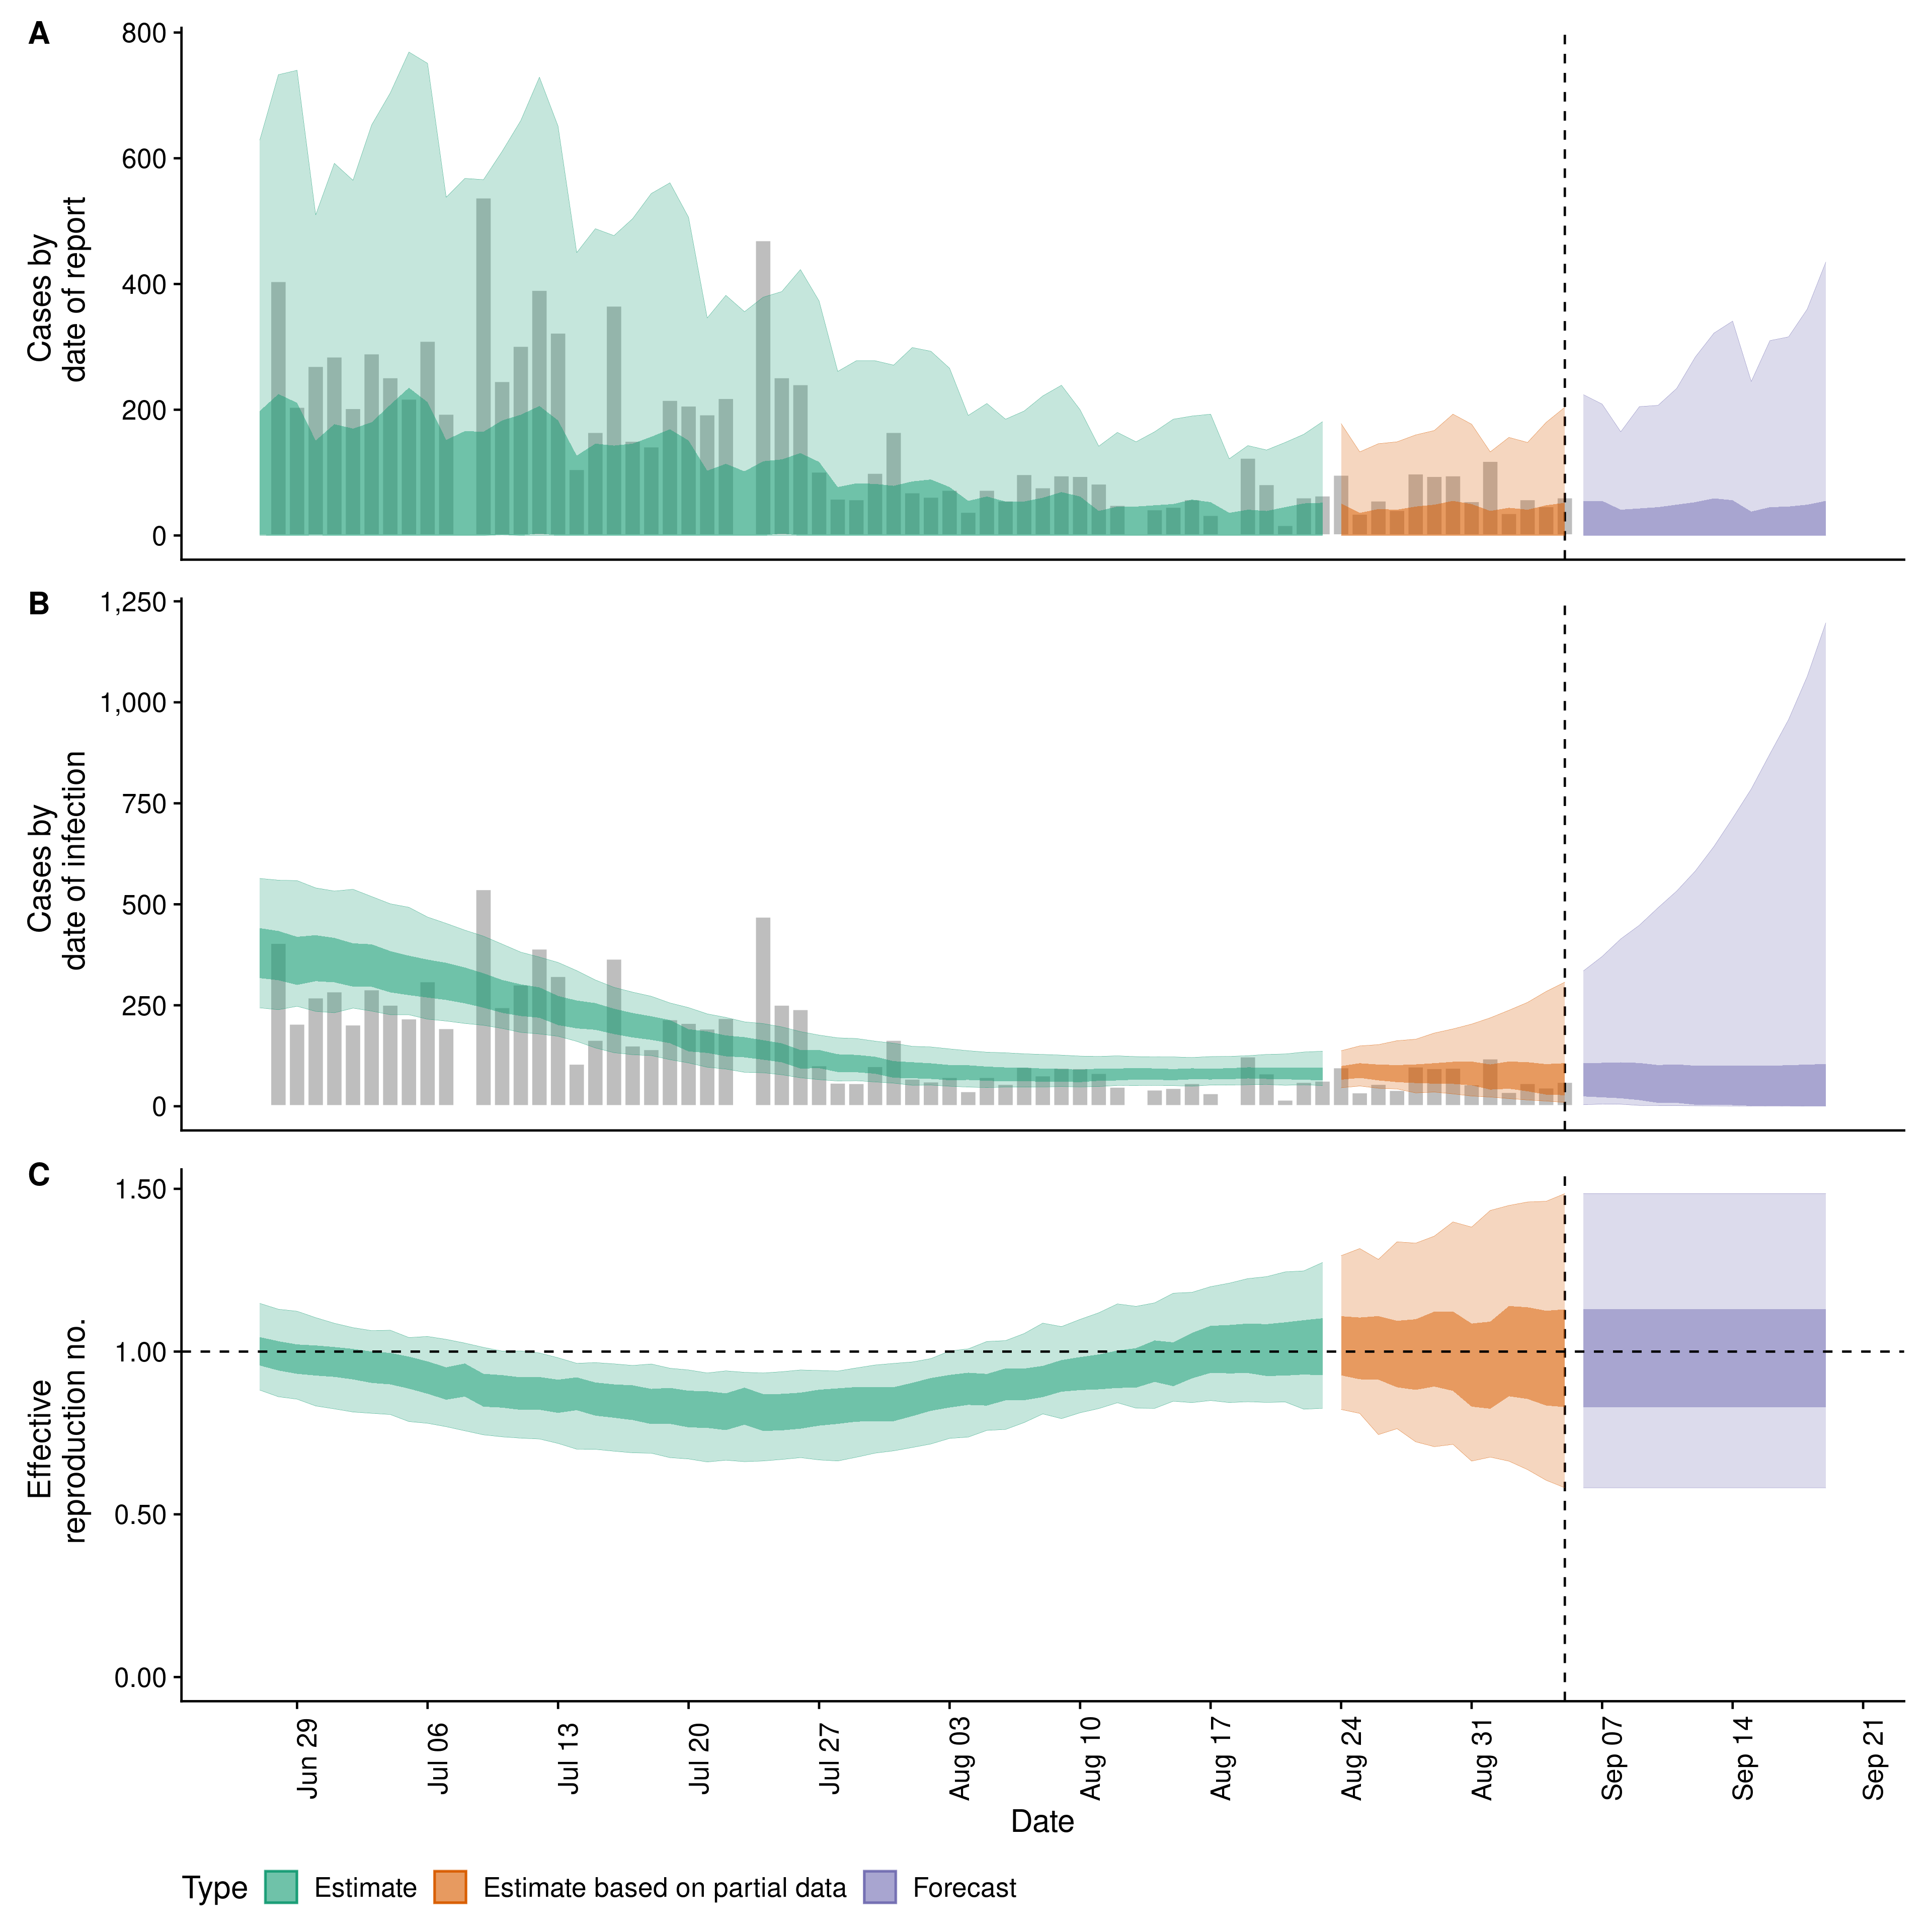 A
800
600
400
200
0
Cases by
date of report
B
1,250
1,000
750
500
250
0
Cases by
date of infection
C
1.50
1.00
0.50
0.00
Effective
reproduction no.
Jun 29
Jul 06
Jul 13
Jul 20
Jul 27
Aug 03
Aug 10
Aug 17
Aug 24
Aug 31
Sep 07
Sep 14
Sep 21
Date
Type Estimate Estimate based on partial data Forecast